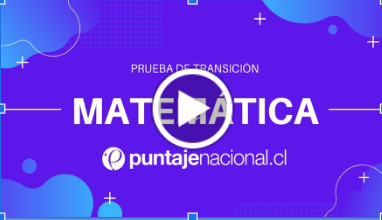 PRUEBA DE TRANSICIÓN
MATEMÁTICA
puntajenacional.cl